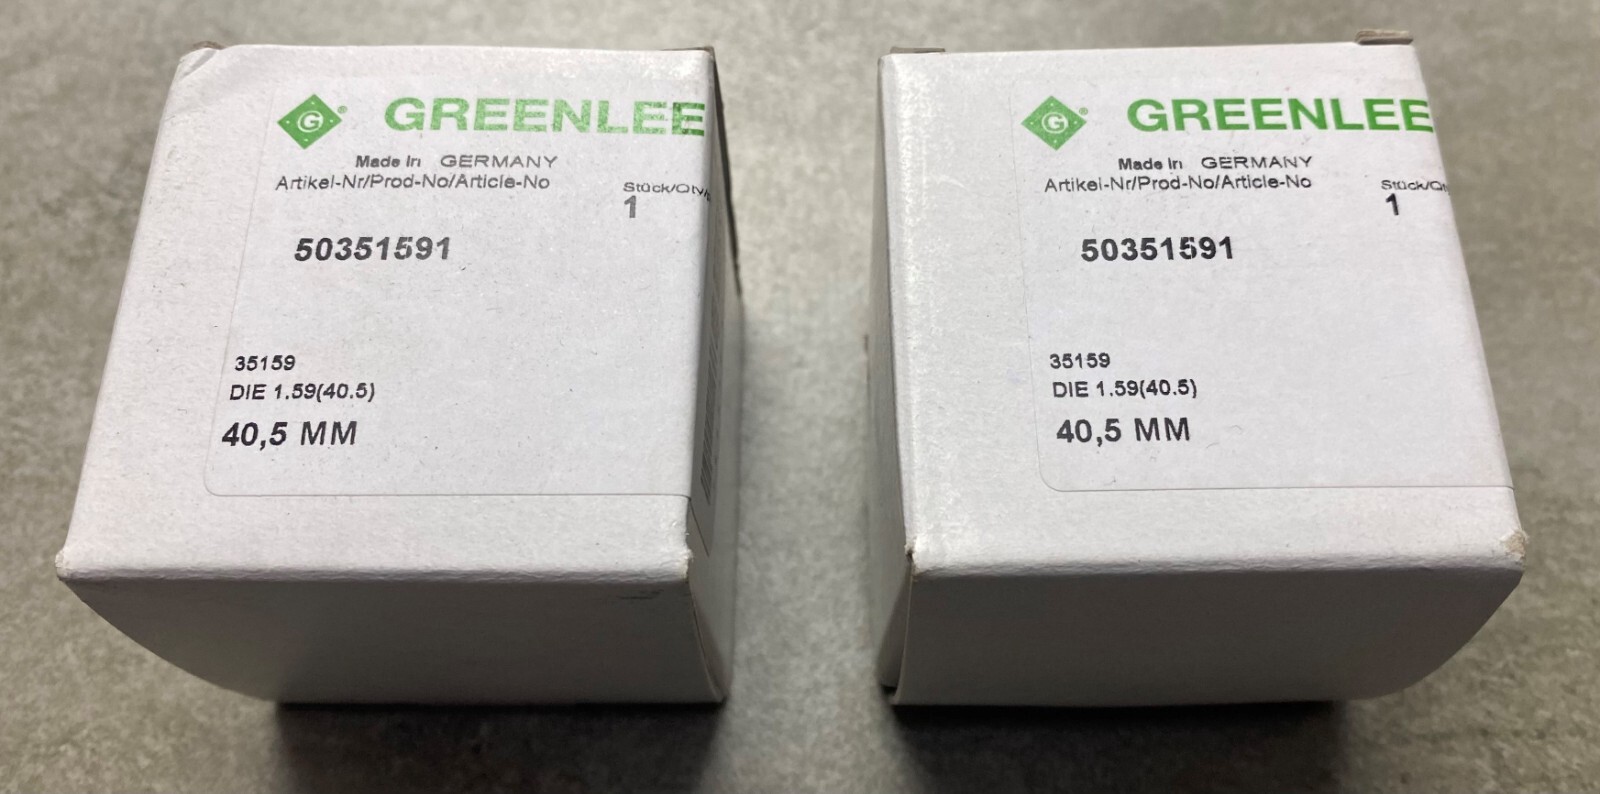 G
GREENLEE
Made in GERMANY
Artikel-Nr/Prod-No/Article-No
Stück/Qty
1
50351591
35159
DIE 1.59(40.5)
40,5 MM
G
GREENLEE
Made in GERMANY
Artikel-Nr/Prod-No/Article-No
1
50351591
35159
DIE 1.59(40.5)
40,5 MM